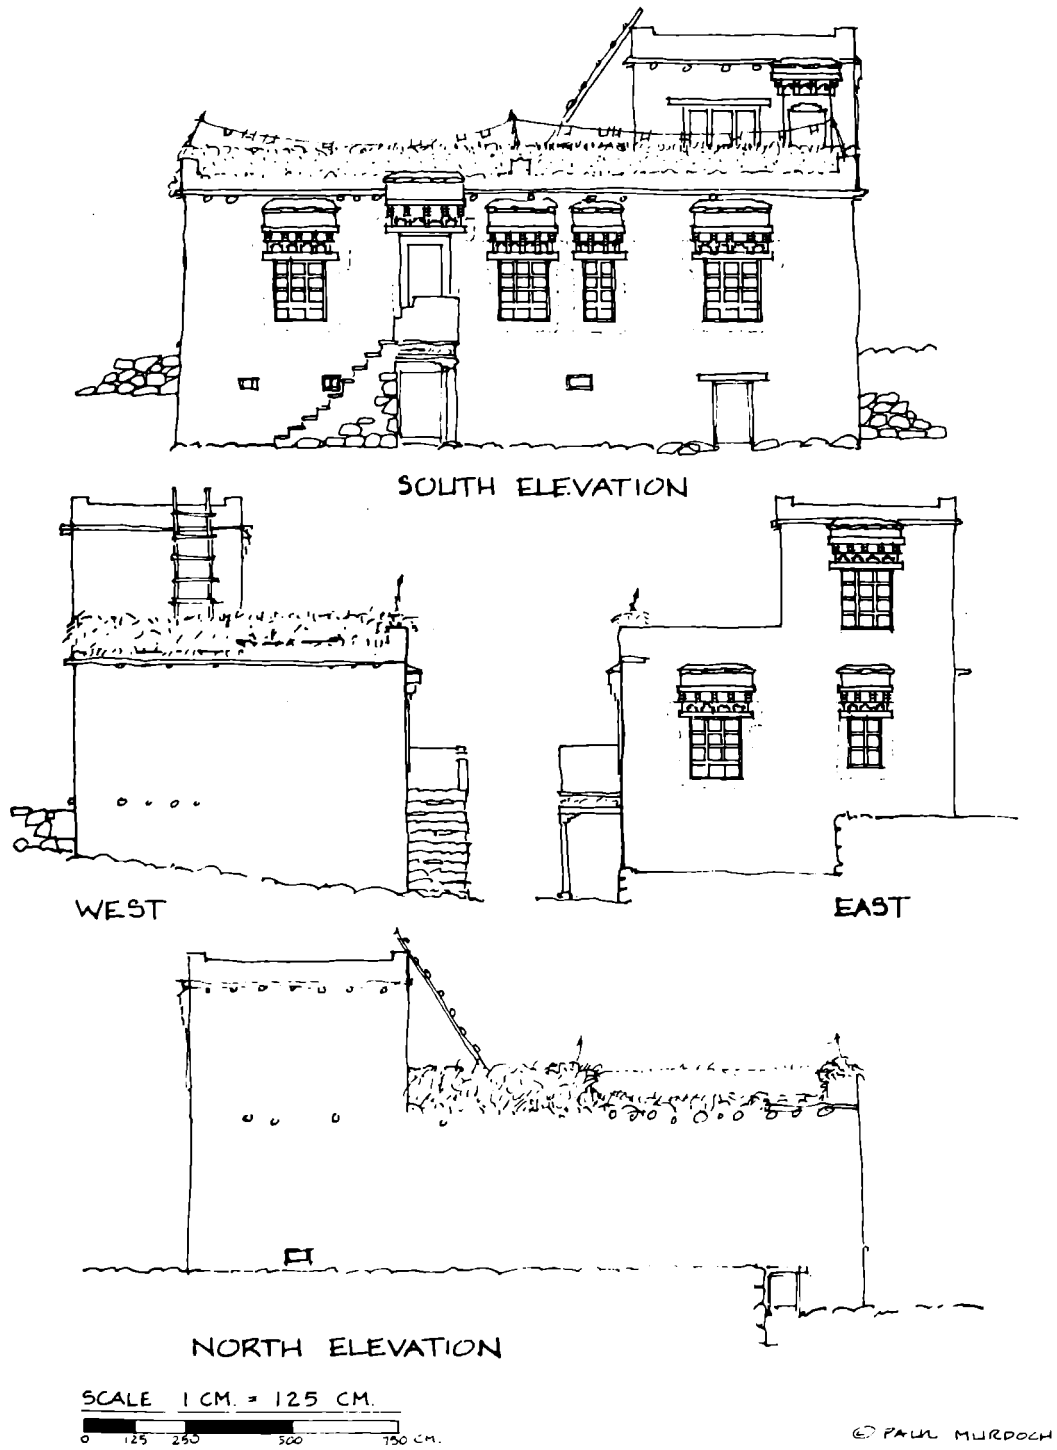 SOUTH ELEVATION
WEST
EAST
NORTH ELEVATION
SCALE 1 CM. = 125 CM.
0 125 250 500 750 CM.
© PAUL MURDOCH